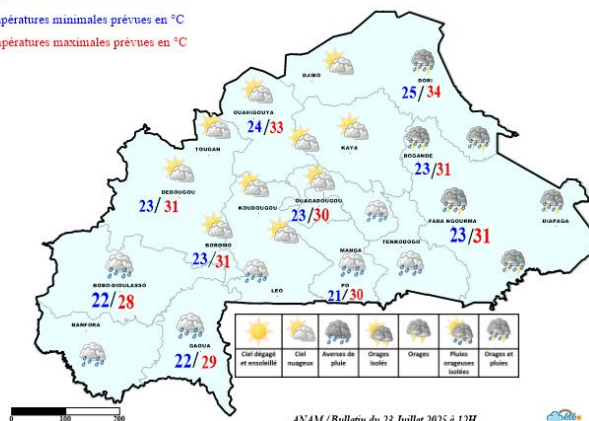 pératures minimales prévues en °C
pératures maximales prévues en °C
DJIBO
DORI
25/34
OUAHIGOUYA
24/33
TOUGAN
KAYA
BOGANDE
23/31
DEDOUGOU
23/31
KOUDOUGOU
OUAGADOUGOU
23/30
FADA NGOURMA
23/31
DIAPAGA
BOROMO
23/31
MANGA
TENKODOGO
BOBO-DIOULASSO
22/28
LEO
PO
21/30
BANFORA
GAOUA
22/29
Ciel dégagé et ensoleillé
Ciel nuageux
Averses de pluie
Orages isolés
Orages
Pluies orageuses isolées
Orages et pluies
0 100 200
ANAM / Bulletin du 23 Juillet 2025 à 12H
été